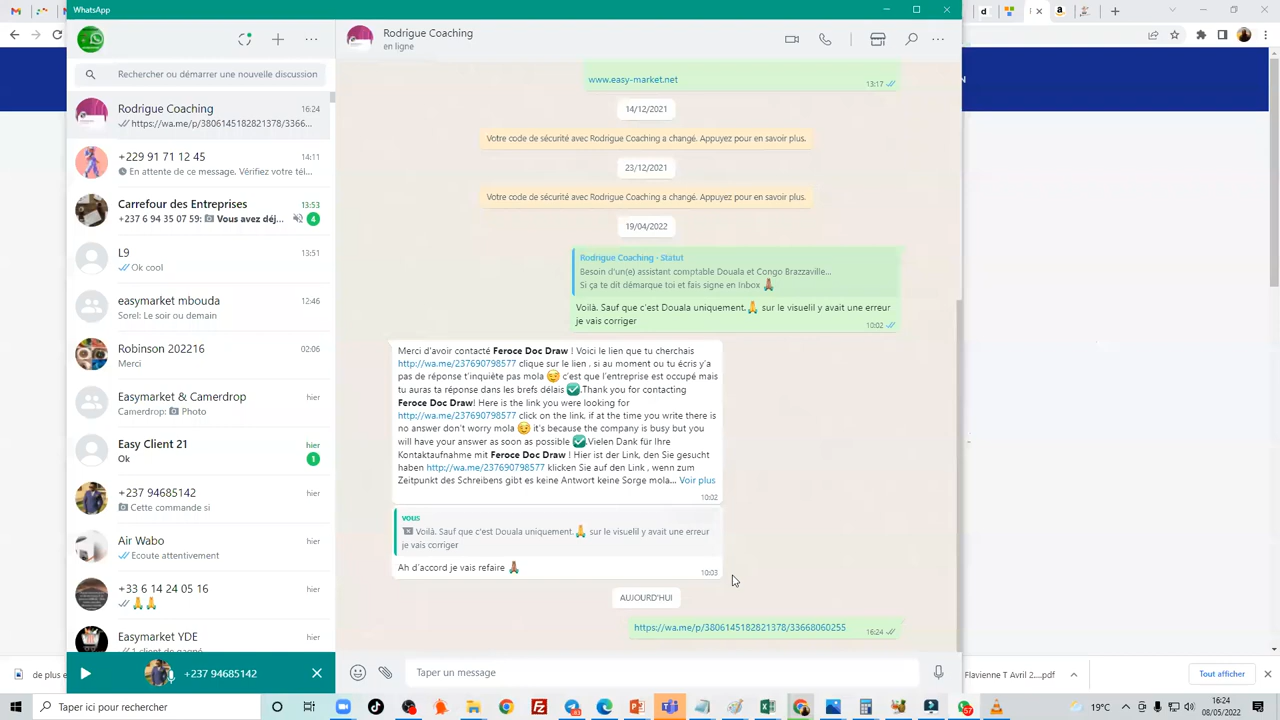 WhatsApp
Rechercher ou démarrer une nouvelle discussion
Rodrigue Coaching
16:24
https://wa.me/p/3806145182821378/3366...
+229 91 71 12 45
14:11
En attente de ce message. Vérifiez votre tél...
Carrefour des Entreprises
13:53
+237 6 94 35 07 59: Vous avez déj...
4
L9
13:51
Ok cool
easymarket mbouda
12:46
Sorel: Le soir ou demain
Robinson 202216
02:06
Merci
Easymarket & Camerdrop
hier
Camerdrop: Photo
Easy Client 21
hier
Ok
1
+237 94685142
hier
Cette commande si
Air Wabo
hier
Ecoute attentivement
+33 6 14 24 05 16
hier
Easymarket YDE
hier
1 client de gagné
+237 94685142
Rodrigue Coaching
en ligne
www.easy-market.net
13:17
14/12/2021
Votre code de sécurité avec Rodrigue Coaching a changé. Appuyez pour en savoir plus.
23/12/2021
Votre code de sécurité avec Rodrigue Coaching a changé. Appuyez pour en savoir plus.
19/04/2022
Rodrigue Coaching - Statut
Besoin d'un(e) assistant comptable Douala et Congo Brazzaville...
Si ça te dit démarque toi et fais signe en Inbox 🙏🏾
Voilà. Sauf que c'est Douala uniquement.🙏 sur le visuelil y avait une erreur
je vais corriger
10:02
Merci d'avoir contacté Feroce Doc Draw ! Voici le lien que tu cherchais
http://wa.me/237690798577 clique sur le lien , si au moment ou tu écris y'a
pas de réponse t'inquiète pas mola 😉 c'est que l'entreprise est occupé mais
tu auras ta réponse dans les brefs délais ✅.Thank you for contacting
Feroce Doc Draw! Here is the link you were looking for
http://wa.me/237690798577 click on the link, if at the time you write there is
no answer don't worry mola 😉 it's because the company is busy but you
will have your answer as soon as possible ✅.Vielen Dank für Ihre
Kontaktaufnahme mit Feroce Doc Draw ! Hier ist der Link, den Sie gesucht
haben http://wa.me/237690798577 klicken Sie auf den Link , wenn zum
Zeitpunkt des Schreibens gibt es keine Antwort keine Sorge mola... Voir plus
10:02
vous
Voilà. Sauf que c'est Douala uniquement.🙏 sur le visuelil y avait une erreur
je vais corriger
Ah d'accord je vais refaire 🙏🏾
10:03
AUJOURD'HUI
https://wa.me/p/3806145182821378/33668060255
16:24
Taper un message
de plus e
Flavienne T Avril 2....pdf
Tout afficher
Taper ici pour rechercher
19°C
16:24
08/05/2022